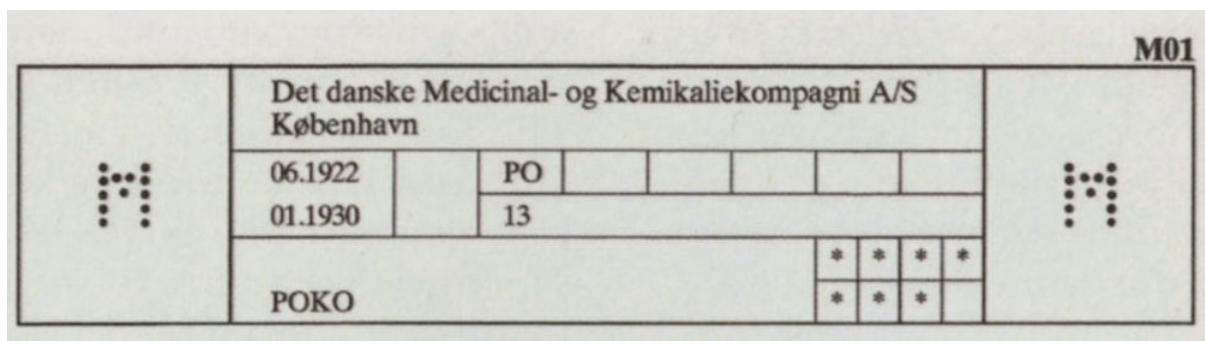 M01
Det danske Medicinal- og Kemikaliekompagni A/S
København
M
06.1922 PO
M
01.1930 13
* * * *
POKO * * *